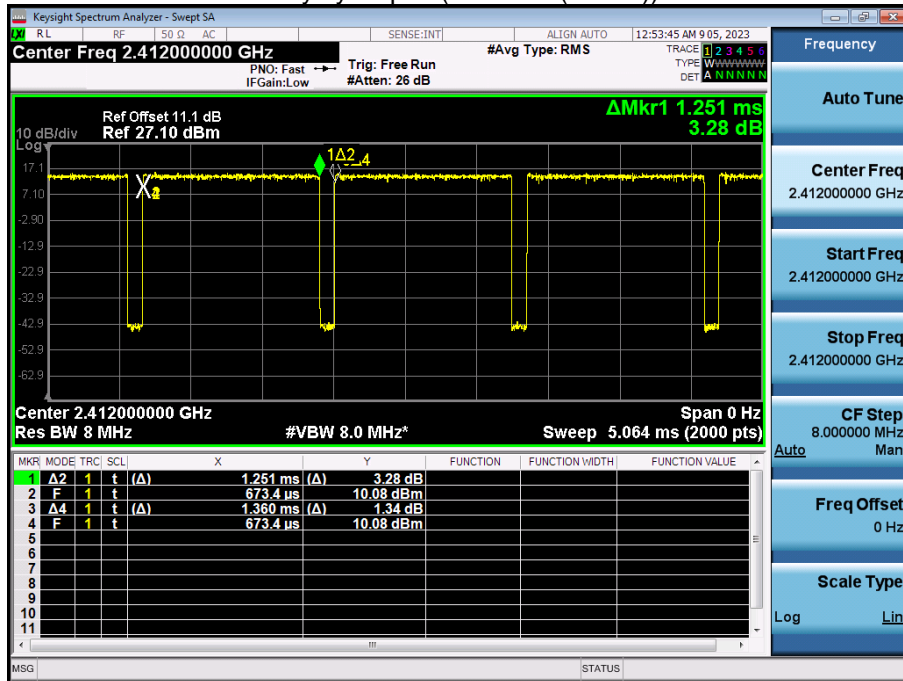 Keysight Spectrum Analyzer - Swept SA
LXI RL RF 50 Ω AC SENSE:INT ALIGN AUTO 12:53:45 AM 9 05, 2023
Center Freq 2.412000000 GHz #Avg Type: RMS TRACE 1 2 3 4 5 6
PNO: Fast Trig: Free Run TYPE WWWWWW
IFGain:Low #Atten: 26 dB DET A N N N N N
Ref Offset 11.1 dB ΔMkr1 1.251 ms
10 dB/div Ref 27.10 dBm 3.28 dB
Log
1Δ2
17.1
7.10
-2.90
-12.9
-22.9
-32.9
-42.9
-52.9
-62.9
Center 2.412000000 GHz Span 0 Hz
Res BW 8 MHz #VBW 8.0 MHz* Sweep 5.064 ms (2000 pts)
MKR MODE TRC SCL X Y FUNCTION FUNCTION WIDTH FUNCTION VALUE
1 Δ2 1 t (Δ) 1.251 ms (Δ) 3.28 dB
2 F 1 t 673.4 µs 10.08 dBm
3 Δ4 1 t (Δ) 1.360 ms (Δ) 1.34 dB
4 F 1 t 673.4 µs 10.08 dBm
5
6
7
8
9
10
11
MSG STATUS
Frequency
Auto Tune
Center Freq
2.412000000 GHz
Start Freq
2.412000000 GHz
Stop Freq
2.412000000 GHz
CF Step
8.000000 MHz
Auto Man
Freq Offset
0 Hz
Scale Type
Log Lin